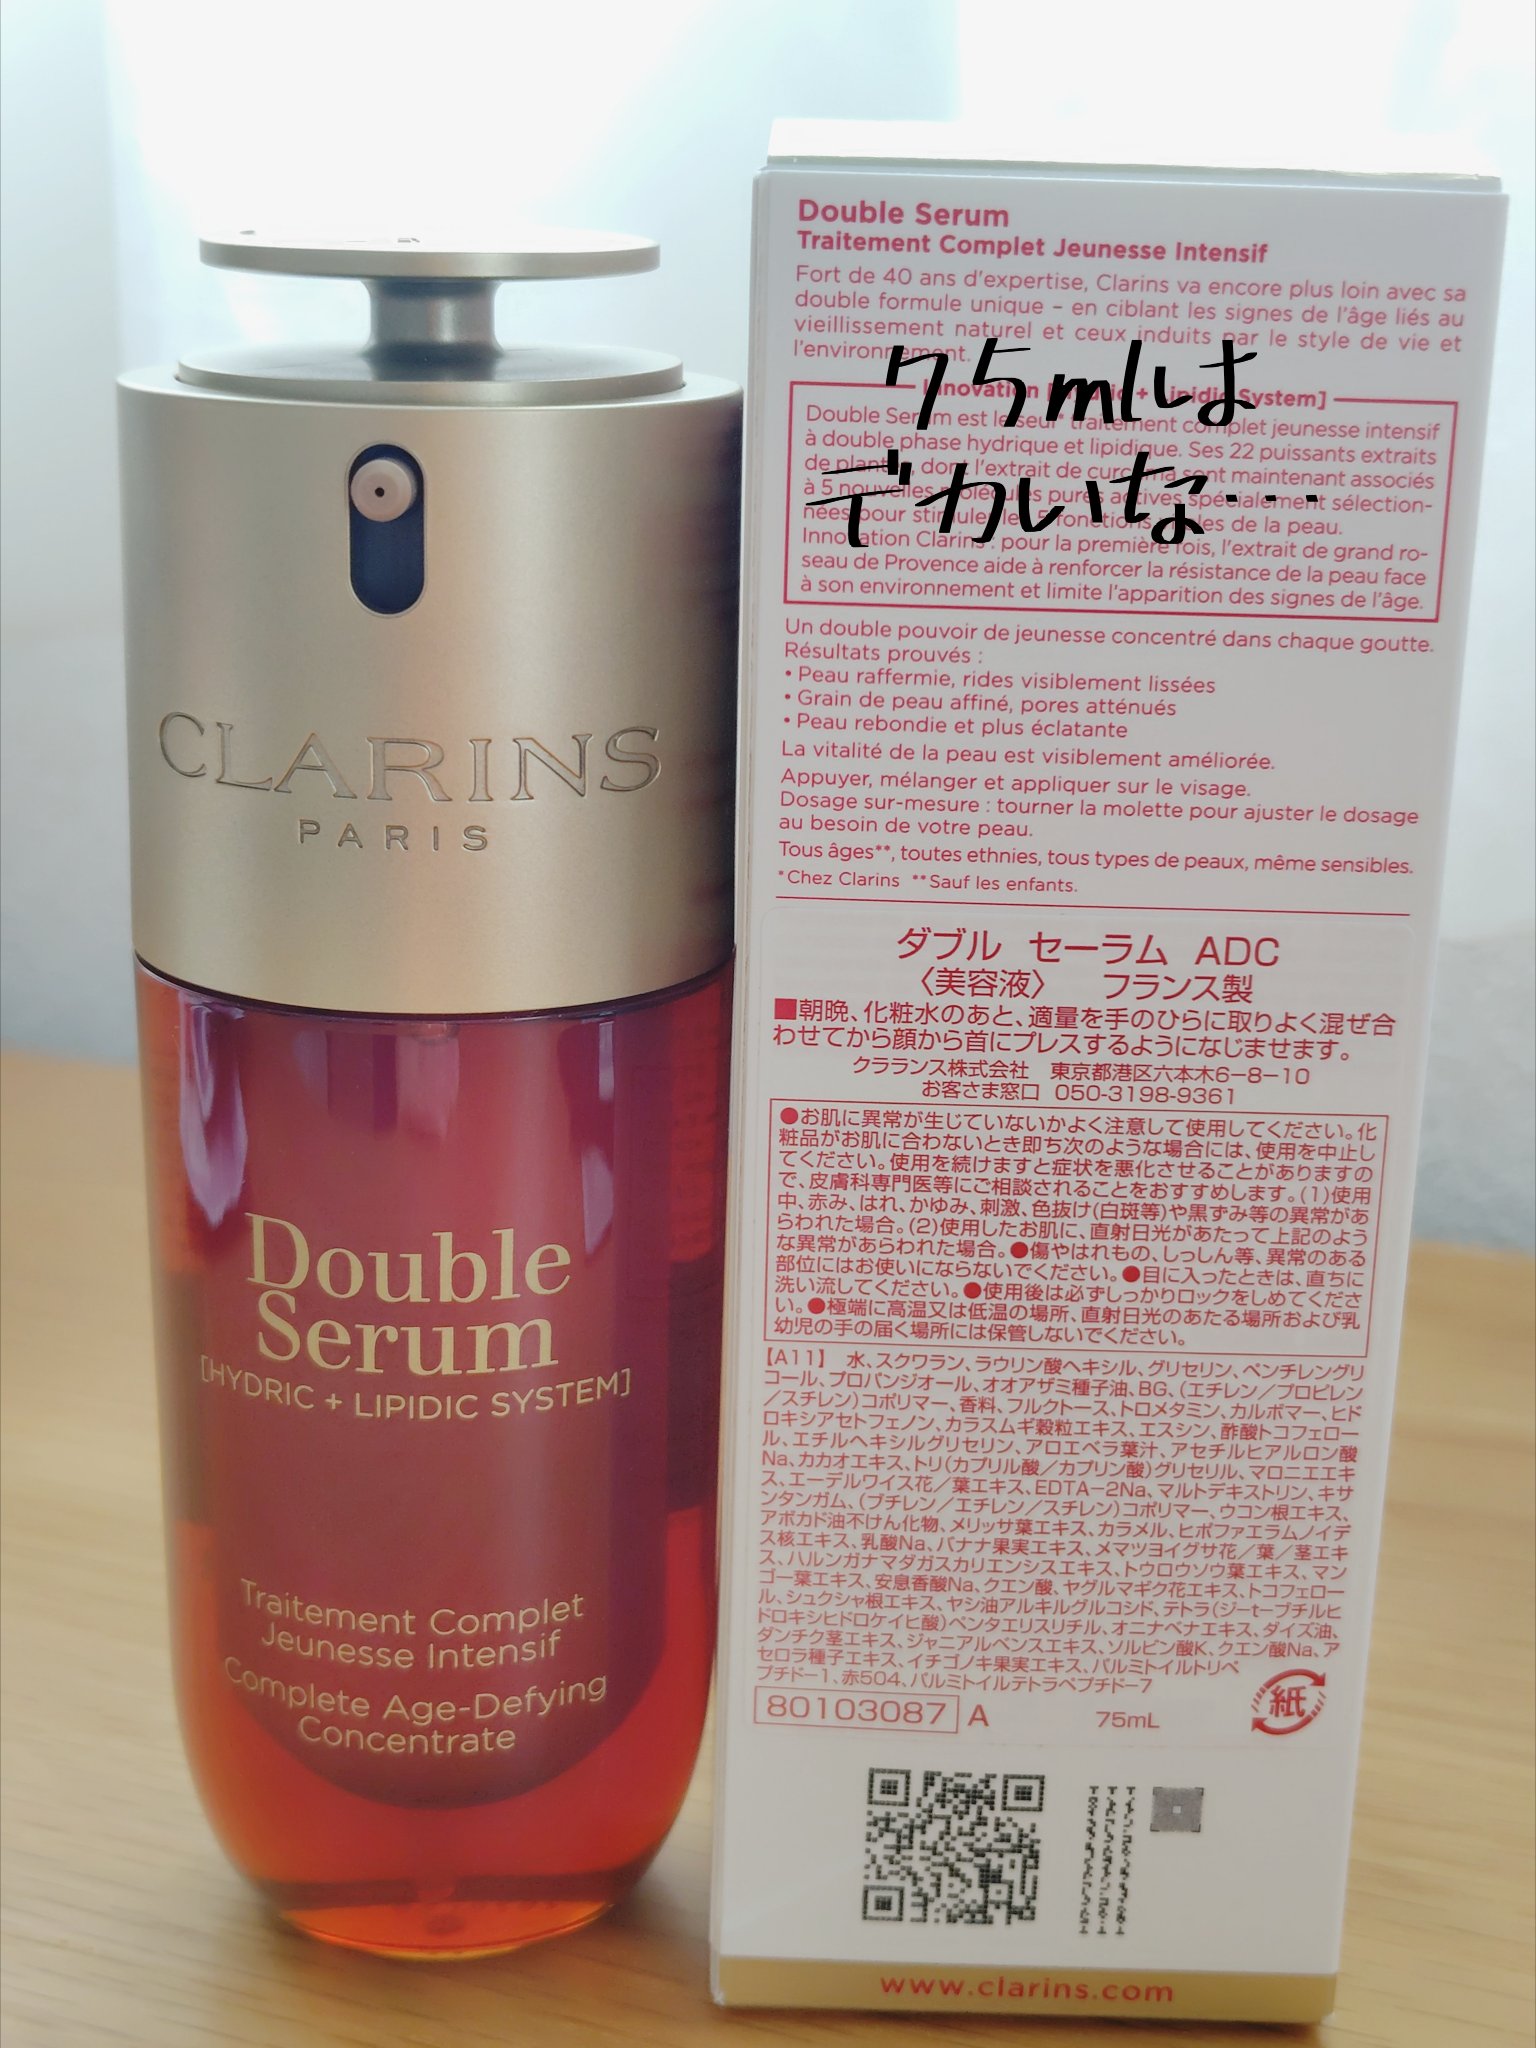 CLARINS
PARIS
Double
Serum
[HYDRIC + LIPIDIC SYSTEM]
Traitement Complet
Jeunesse Intensif
Complete Age-Defying
Concentrate
Double Serum
Traitement Complet Jeunesse Intensif
Fort de 40 ans d'expertise, Clarins va encore plus loin avec sa
double formule unique – en ciblant les signes de l'âge liés au
vieillissement naturel et ceux induits par le style de vie et
l'environnement.
75mlは
デカいな…
Innovation [Hydric + Lipidic System]
Double Serum est le seul* traitement complet jeunesse intensif
à double phase hydrique et lipidique. Ses 22 puissants extraits
de plantes, dont l'extrait de curcuma sont maintenant associés
à 5 nouvelles molécules pures actives spécialement sélection-
nées pour stimuler les 5 fonctions vitales de la peau.
Innovation Clarins : pour la première fois, l'extrait de grand ro-
seau de Provence aide à renforcer la résistance de la peau face
à son environnement et limite l'apparition des signes de l'âge.
Un double pouvoir de jeunesse concentré dans chaque goutte.
Résultats prouvés :
• Peau raffermie, rides visiblement lissées
• Grain de peau affiné, pores atténués
• Peau rebondie et plus éclatante
La vitalité de la peau est visiblement améliorée.
Appuyer, mélanger et appliquer sur le visage.
Dosage sur-mesure : tourner la molette pour ajuster le dosage
au besoin de votre peau.
Tous âges**, toutes ethnies, tous types de peaux, même sensibles.
*Chez Clarins **Sauf les enfants.
ダブル セーラム ADC
〈美容液〉 フランス製
■朝晩、化粧水のあと、適量を手のひらに取りよく混ぜ合
わせてから顔から首にプレスするようになじませます。
クラランス株式会社 東京都港区六本木6-8-10
お客さま窓口 050-3198-9361
●お肌に異常が生じていないかよく注意して使用してください。化
粧品がお肌に合わないとき即ち次のような場合には、使用を中止し
てください。使用を続けますと症状を悪化させることがありますの
で、皮膚科専門医等にご相談されることをおすすめします。(1)使用
中、赤み、はれ、かゆみ、刺激、色抜け(白斑等)や黒ずみ等の異常があ
らわれた場合。(2)使用したお肌に、直射日光があたって上記のよう
な異常があらわれた場合。●傷やはれもの、しっしん等、異常のある
部位にはお使いにならないでください。●目に入ったときは、直ちに
洗い流してください。●使用後は必ずしっかりロックをしめてくださ
い。●極端に高温又は低温の場所、直射日光のあたる場所および乳
幼児の手の届く場所には保管しないでください。
【A11】 水、スクワラン、ラウリン酸ヘキシル、グリセリン、ペンチレングリ
コール、プロパンジオール、オオアザミ種子油、BG、(エチレン／プロピレン
／スチレン)コポリマー、香料、フルクトース、トロメタミン、カルボマー、ヒド
ロキシアセトフェノン、カラスムギ穀粒エキス、エスシン、酢酸トコフェロー
ル、エチルヘキシルグリセリン、アロエベラ葉汁、アセチルヒアルロン酸
Na、カカオエキス、トリ(カプリル酸／カプリン酸)グリセリル、マロニエエキ
ス、エーデルワイス花／葉エキス、EDTA-2Na、マルトデキストリン、キサ
ンタンガム、(ブチレン／エチレン／スチレン)コポリマー、ウコン根エキス、
アボカド油不けん化物、メリッサ葉エキス、カラメル、ヒポファエラムノイデ
ス核エキス、乳酸Na、バナナ果実エキス、メマツヨイグサ花／葉／茎エキ
ス、ハルンガナマダガスカリエンシスエキス、トウロウソウ葉エキス、マン
ゴー葉エキス、安息香酸Na、クエン酸、ヤグルマギク花エキス、トコフェロー
ル、シュクシャ根エキス、ヤシ油アルキルグルコシド、テトラ(ジ-t-ブチルヒ
ドロキシヒドロケイヒ酸)ペンタエリスリチル、オニナベナエキス、ダイズ油、
ダンチク茎エキス、ジャニアルベンスエキス、ソルビン酸K、クエン酸Na、ア
セロラ種子エキス、イチゴノキ果実エキス、パルミトイルトリペ
プチド-1、赤504、パルミトイルテトラペプチド-7
80103087 A 75mL
紙
www.clarins.com